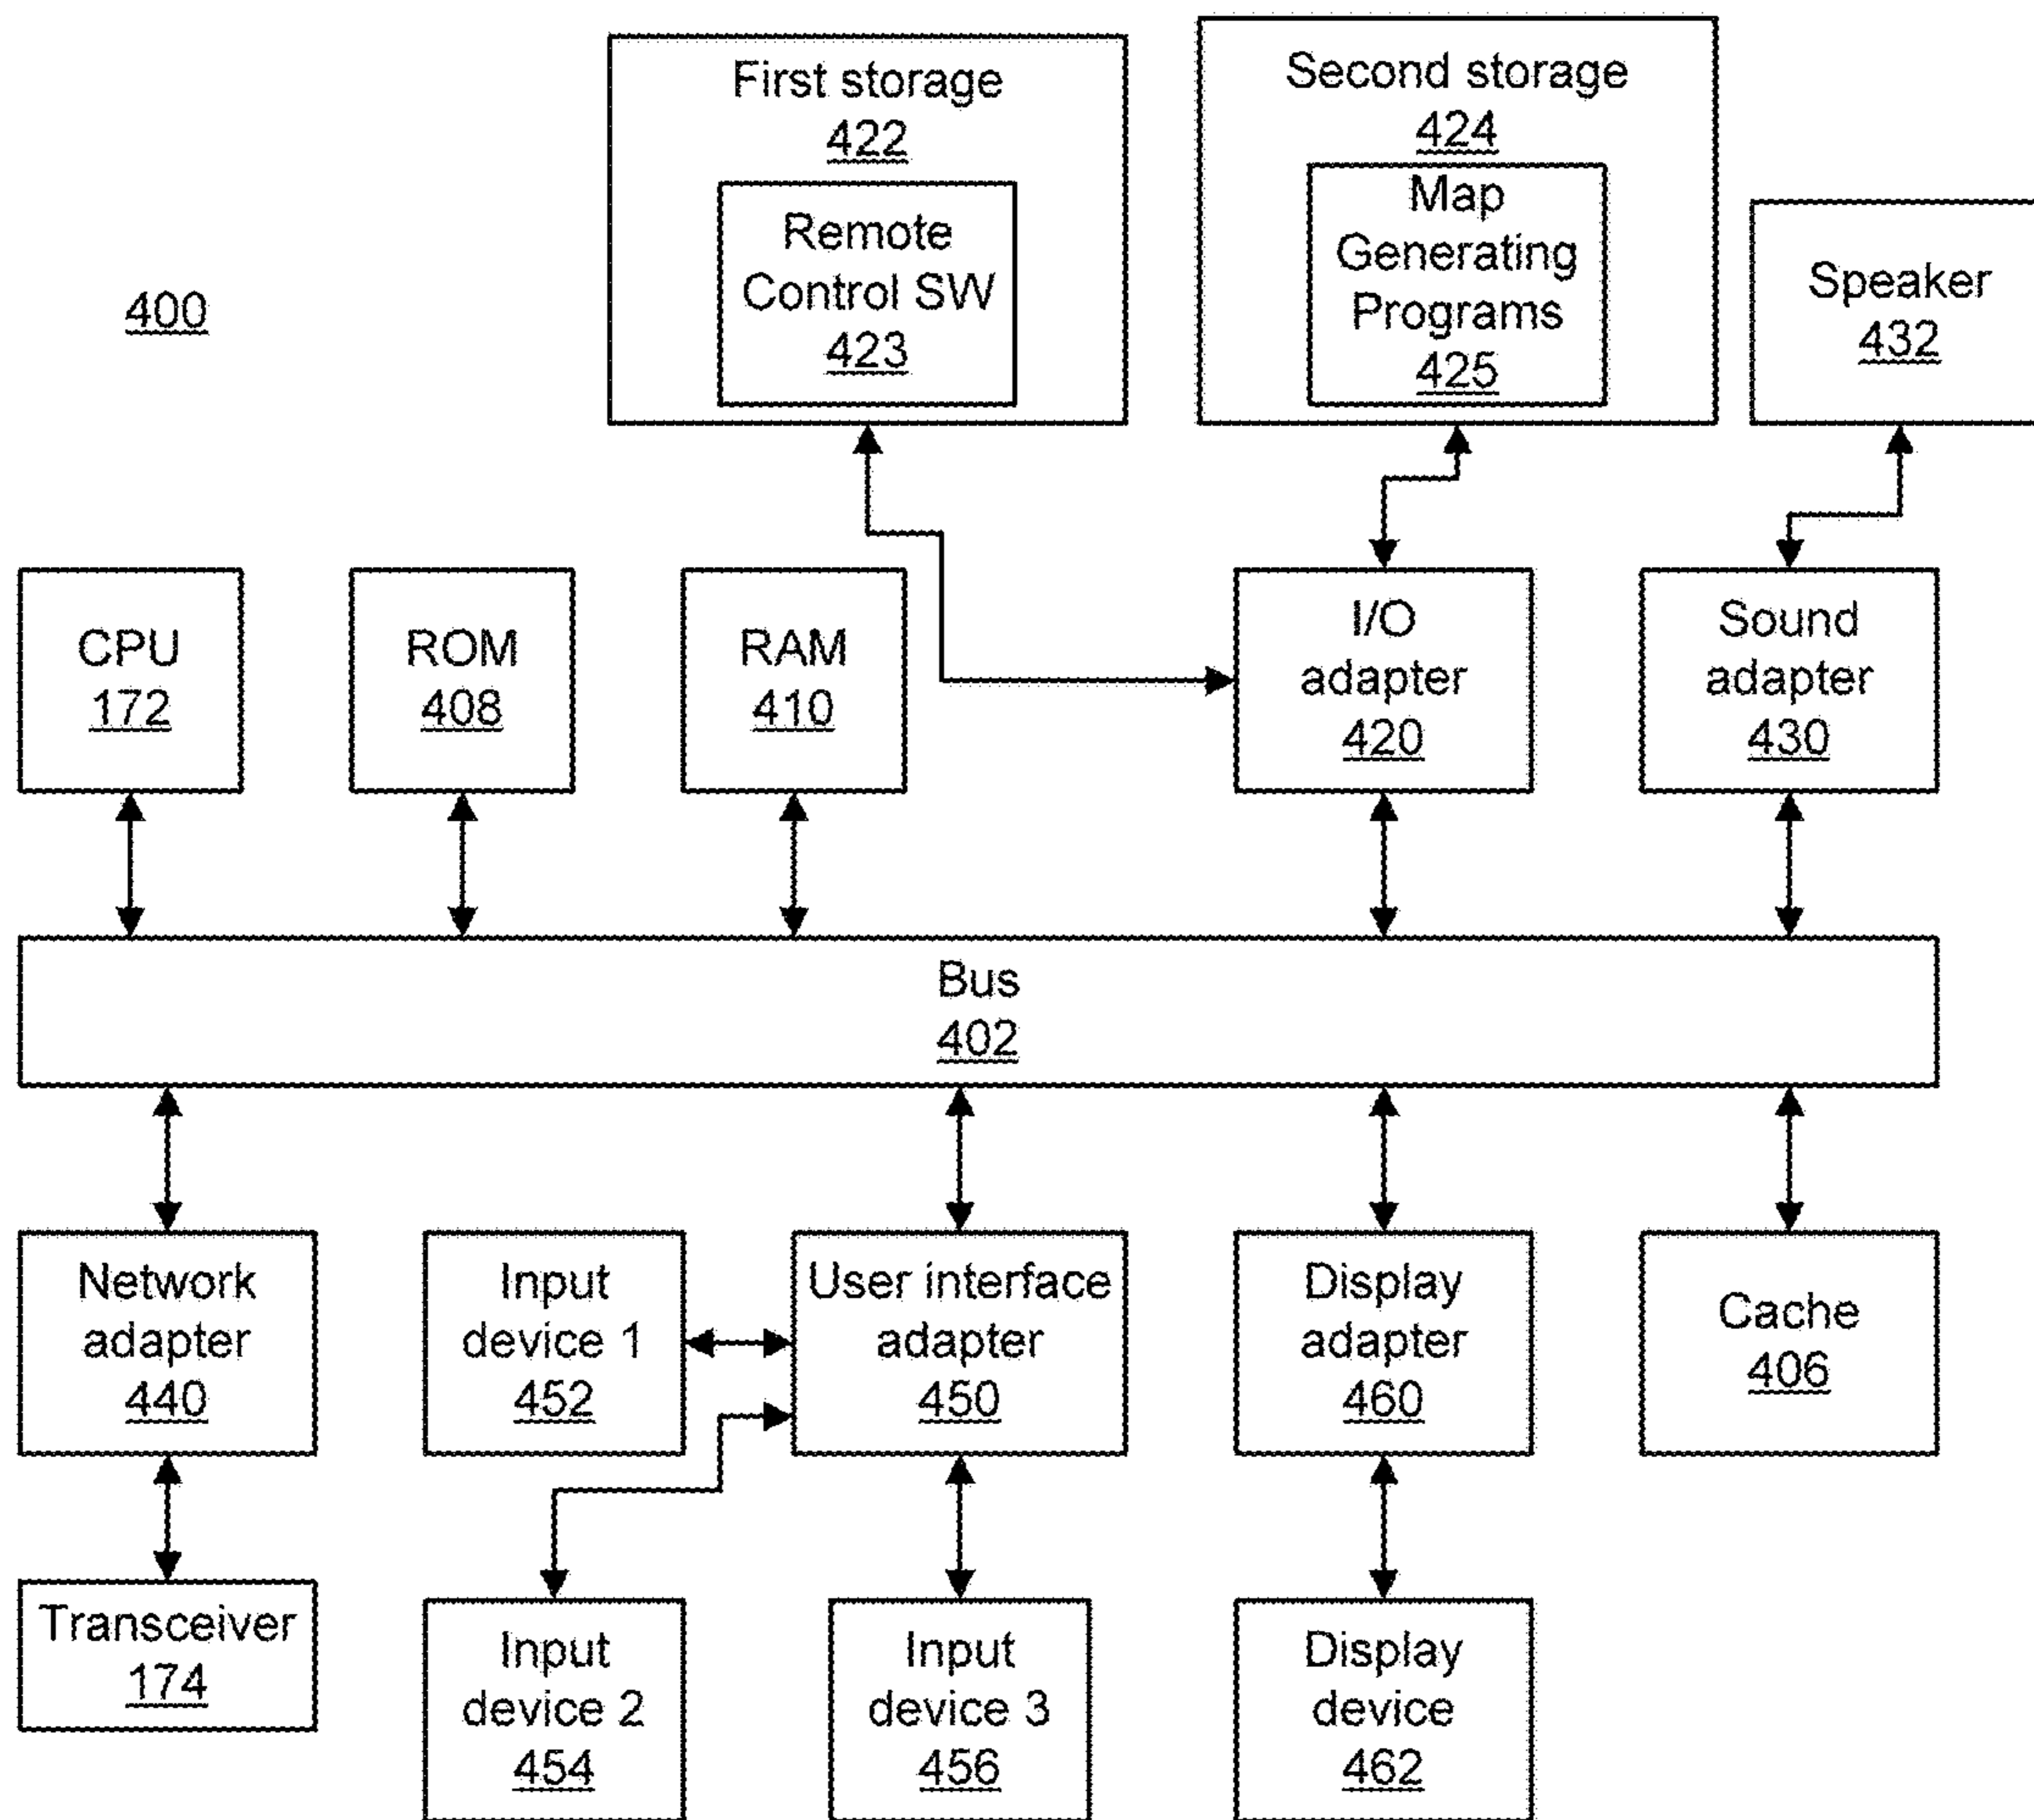 First storage
422
Remote
Control SW
423
Second storage
424
Map
Generating
Programs
425
Speaker
432
400
CPU
172
ROM
408
RAM
410
I/O
adapter
420
Sound
adapter
430
Bus
402
Network
adapter
440
Input
device 1
452
User interface
adapter
450
Display
adapter
460
Cache
406
Transceiver
174
Input
device 2
454
Input
device 3
456
Display
device
462